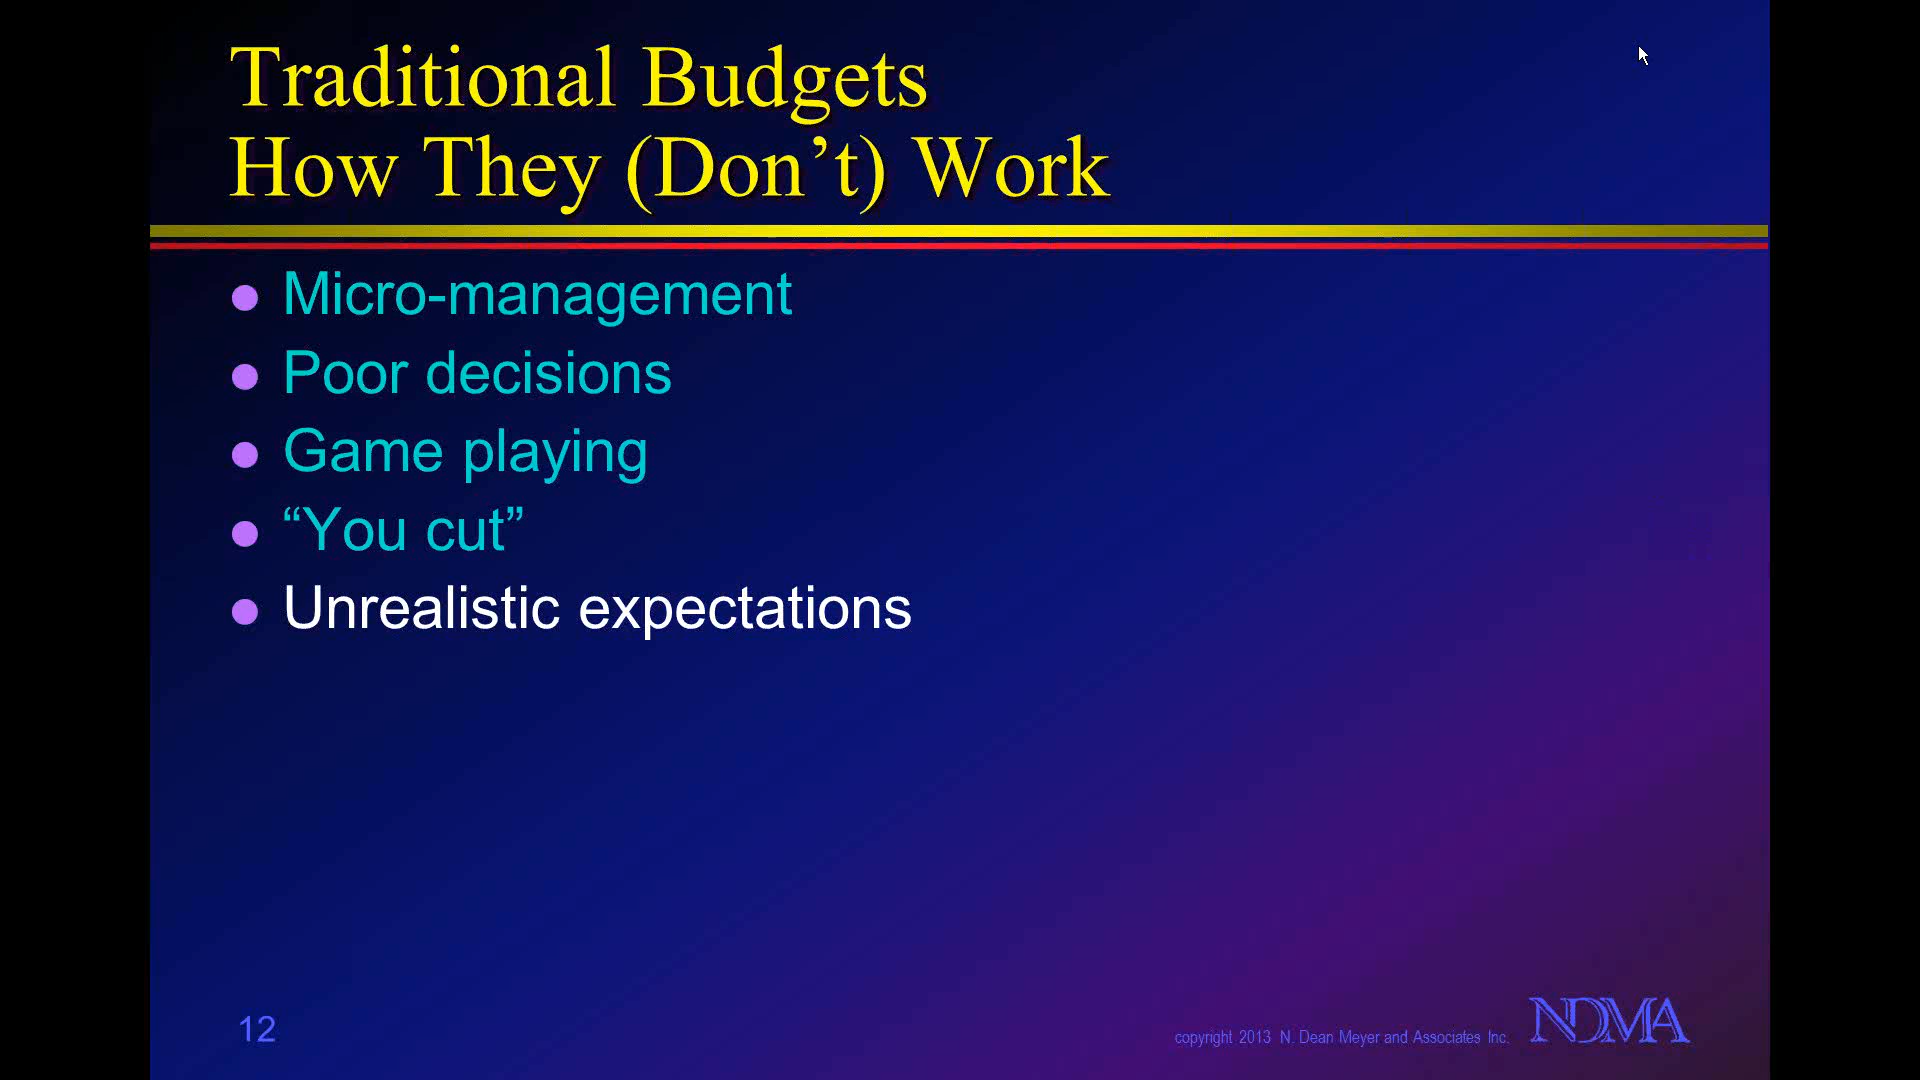 Traditional Budgets
How They (Don’t) Work
Micro-management
Poor decisions
Game playing
“You cut”
Unrealistic expectations
12
copyright 2013 N. Dean Meyer and Associates Inc.
NDMA